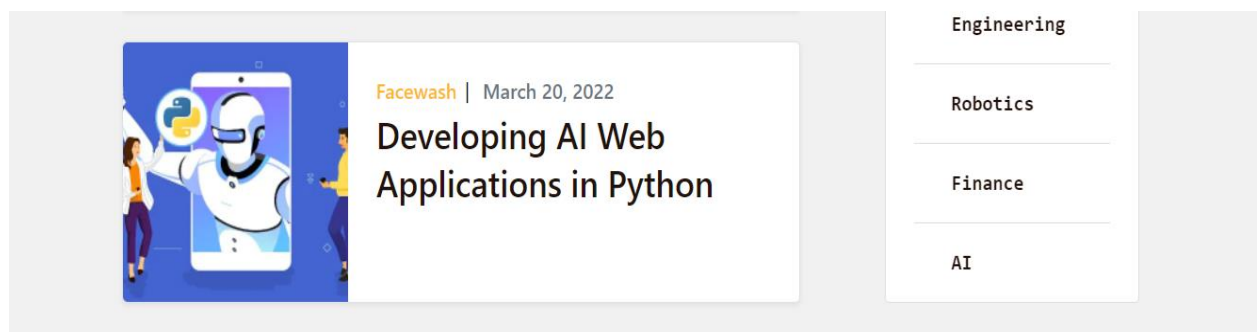 Facewash | March 20, 2022
Developing AI Web
Applications in Python
Engineering
Robotics
Finance
AI